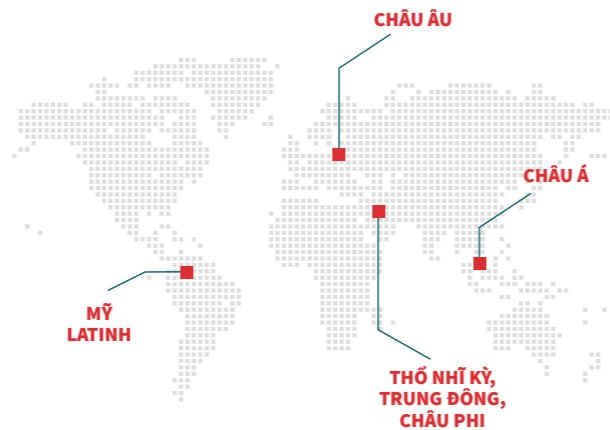 CHÂU ÂU
CHÂU Á
MỸ
LATINH
THỔ NHĨ KỲ,
TRUNG ĐÔNG,
CHÂU PHI